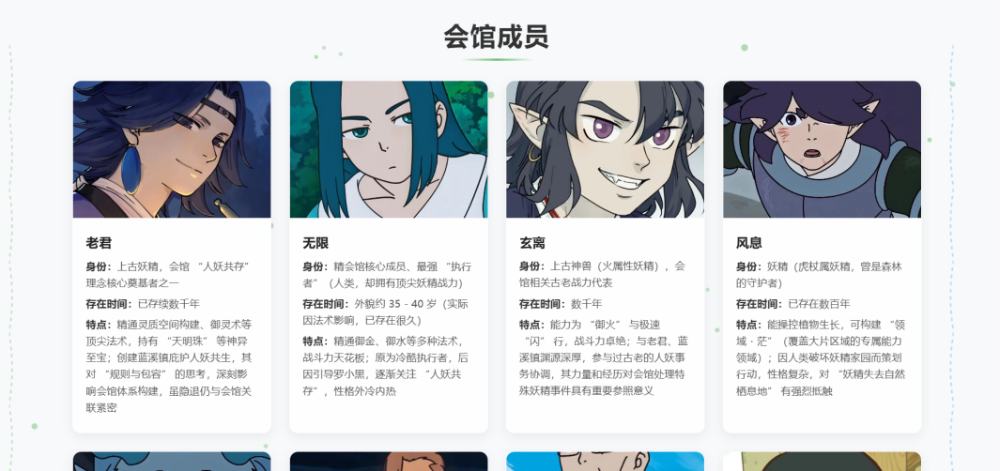 会馆成员
老君
身份：上古妖精，会馆 “人妖共存”
理念核心奠基者之一
存在时间：已存续数千年
特点：精通灵质空间构建、御灵术等
顶尖法术，持有 “天明珠” 等神异
至宝；创建蓝溪镇庇护人妖共生，其
对 “规则与包容” 的思考，深刻影
响会馆体系构建，虽隐退仍与会馆关
联紧密
无限
身份：精会馆核心成员、最强 “执行
者” （人类，却拥有顶尖妖精战力）
存在时间：外貌约 35 - 40 岁（实际
因法术影响，已存在很久）
特点：精通御金、御水等多种法术，
战斗力天花板；原为冷酷执行者，后
因引导罗小黑，逐渐关注 “人妖共
存” ，性格外冷内热
玄离
身份：上古神兽（火属性妖精），会
馆相关古老战力代表
存在时间：数千年
特点：能力为 “御火” 与极速
“闪” 行，战斗力卓绝；与老君、蓝
溪镇渊源深厚，参与过古老的人妖事
务协调，其力量和经历对会馆处理特
殊妖精事件具有重要参照意义
风息
身份：妖精（虎杖属妖精，曾是森林
的守护者）
存在时间：已存在数百年
特点：能操控植物生长，可构建 “领
域 · 茫” （覆盖大片区域的专属能力
领域）；因人类破坏妖精家园而策划
行动，性格复杂，对 “妖精失去自然
栖息地” 有强烈抵触